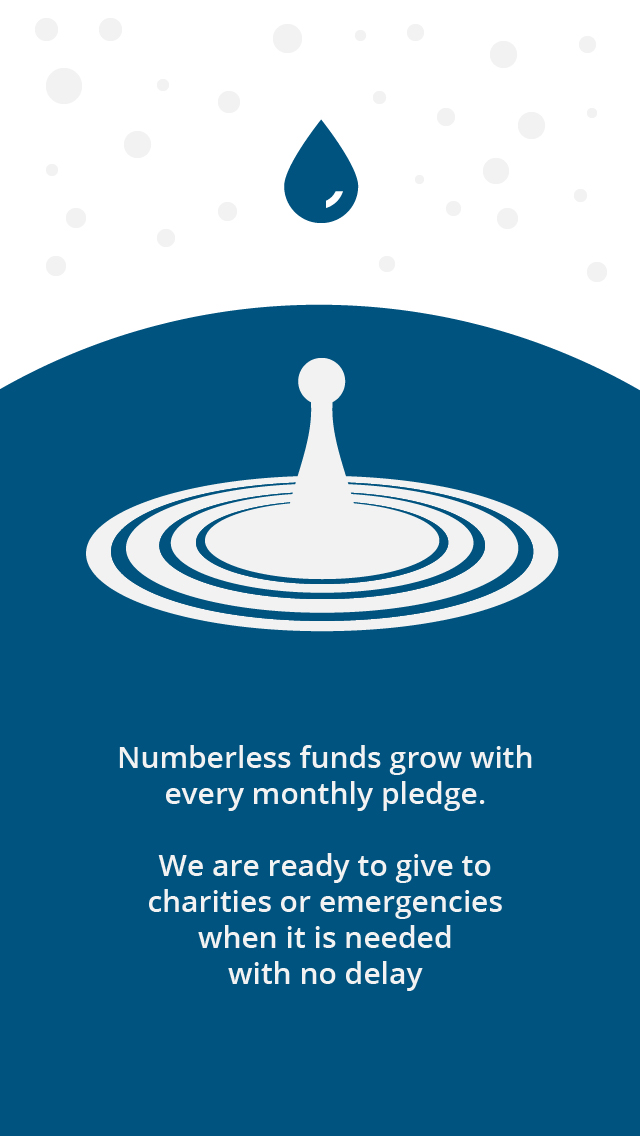 Numberless funds grow with
every monthly pledge.
We are ready to give to
charities or emergencies
when it is needed
with no delay